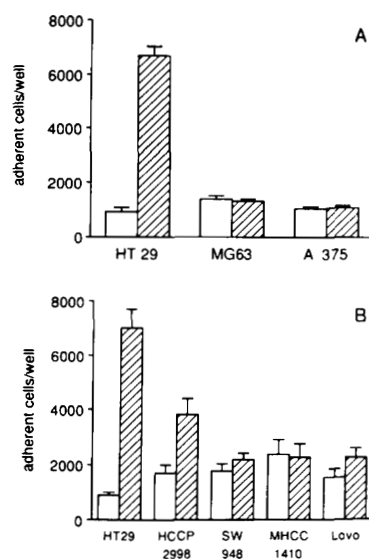 A
adherent cells/well
8000
6000
4000
2000
0
HT 29 MG63 A 375
B
adherent cells/well
8000
6000
4000
2000
0
HT29 HCCP SW MHCC Lovo
2998 948 1410